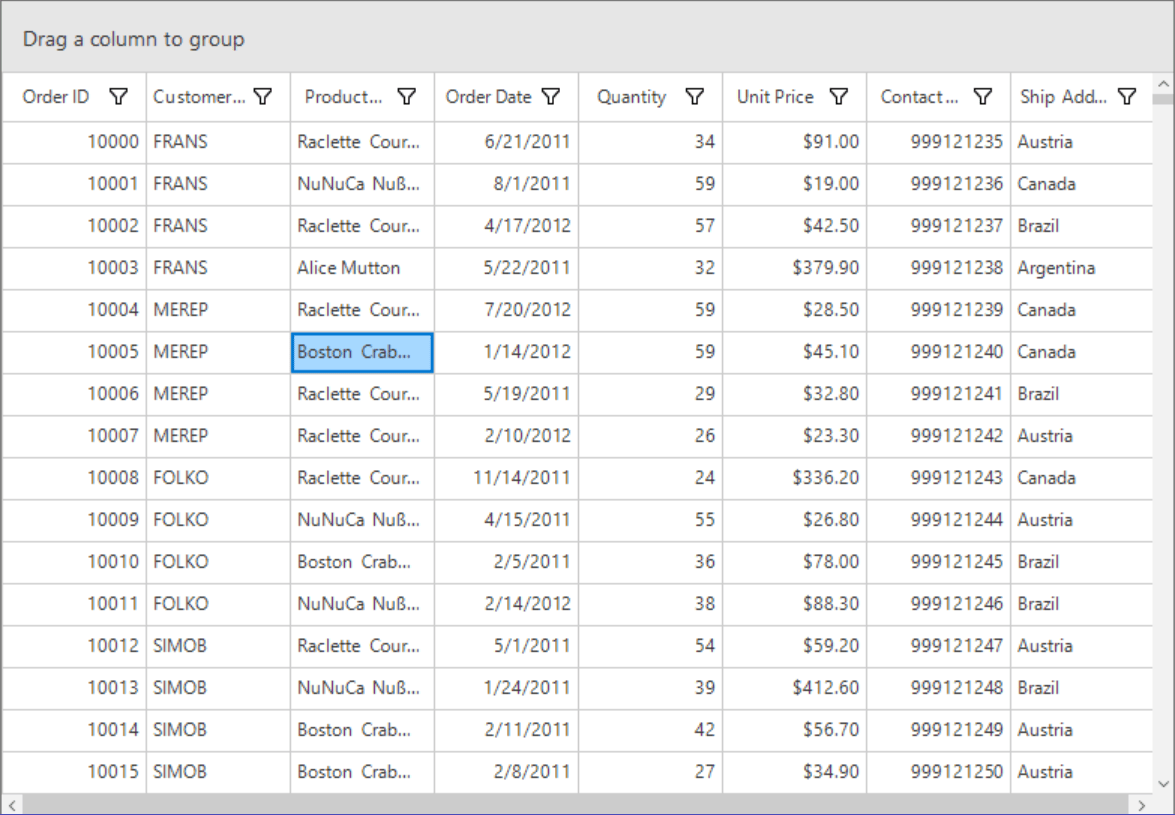 Drag a column to group
Order ID Customer... Product... Order Date Quantity Unit Price Contact ... Ship Add...
10000 FRANS Raclette Cour... 6/21/2011 34 $91.00 999121235 Austria
10001 FRANS NuNuCa Nuß... 8/1/2011 59 $19.00 999121236 Canada
10002 FRANS Raclette Cour... 4/17/2012 57 $42.50 999121237 Brazil
10003 FRANS Alice Mutton 5/22/2011 32 $379.90 999121238 Argentina
10004 MEREP Raclette Cour... 7/20/2012 59 $28.50 999121239 Canada
10005 MEREP Boston Crab... 1/14/2012 59 $45.10 999121240 Canada
10006 MEREP Raclette Cour... 5/19/2011 29 $32.80 999121241 Brazil
10007 MEREP Raclette Cour... 2/10/2012 26 $23.30 999121242 Austria
10008 FOLKO Raclette Cour... 11/14/2011 24 $336.20 999121243 Canada
10009 FOLKO NuNuCa Nuß... 4/15/2011 55 $26.80 999121244 Austria
10010 FOLKO Boston Crab... 2/5/2011 36 $78.00 999121245 Brazil
10011 FOLKO NuNuCa Nuß... 2/14/2012 38 $88.30 999121246 Brazil
10012 SIMOB Raclette Cour... 5/1/2011 54 $59.20 999121247 Austria
10013 SIMOB NuNuCa Nuß... 1/24/2011 39 $412.60 999121248 Brazil
10014 SIMOB Boston Crab... 2/11/2011 42 $56.70 999121249 Austria
10015 SIMOB Boston Crab... 2/8/2011 27 $34.90 999121250 Austria